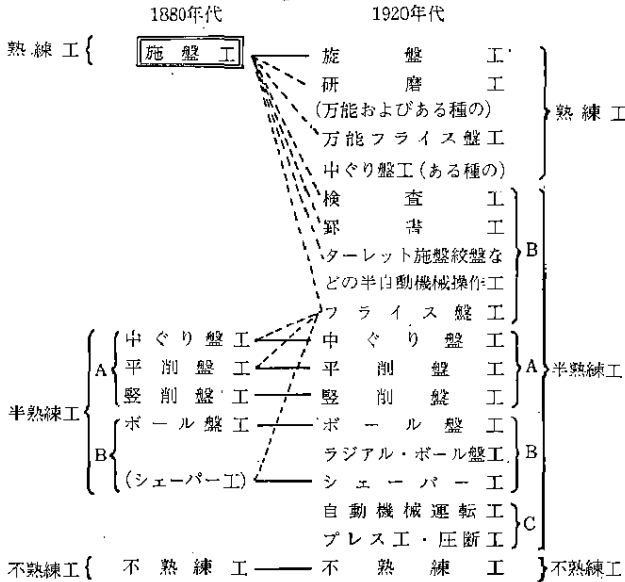 1880年代 1920年代
熟練工 施盤工 旋盤工
研磨工
(万能およびある種の) 熟練工
万能フライス盤工
中ぐり盤工(ある種の)
検査工
罫書工 B
ターレット施盤絞盤な
どの半自動機械操作工
フライス盤工
中ぐり盤工 中ぐり盤工
A 平削盤工 平削盤工 A 半熟練工
竪削盤工 竪削盤工
半熟練工 ボール盤工 ボール盤工
B ラジアル・ボール盤工 B
(シェーパー工) シェーパー工
自動機械運転工 C
プレス工・圧断工
不熟練工 不熟練工 不熟練工 不熟練工